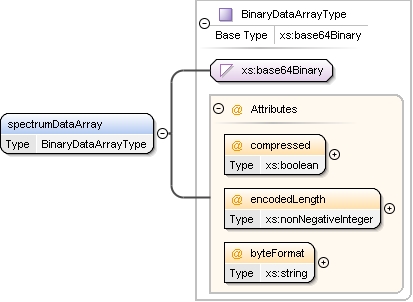 BinaryDataArrayType
Base Type xs:base64Binary
xs:base64Binary
spectrumDataArray
Type BinaryDataArrayType
@ Attributes
@ compressed
Type xs:boolean
@ encodedLength
Type xs:nonNegativeInteger
@ byteFormat
Type xs:string